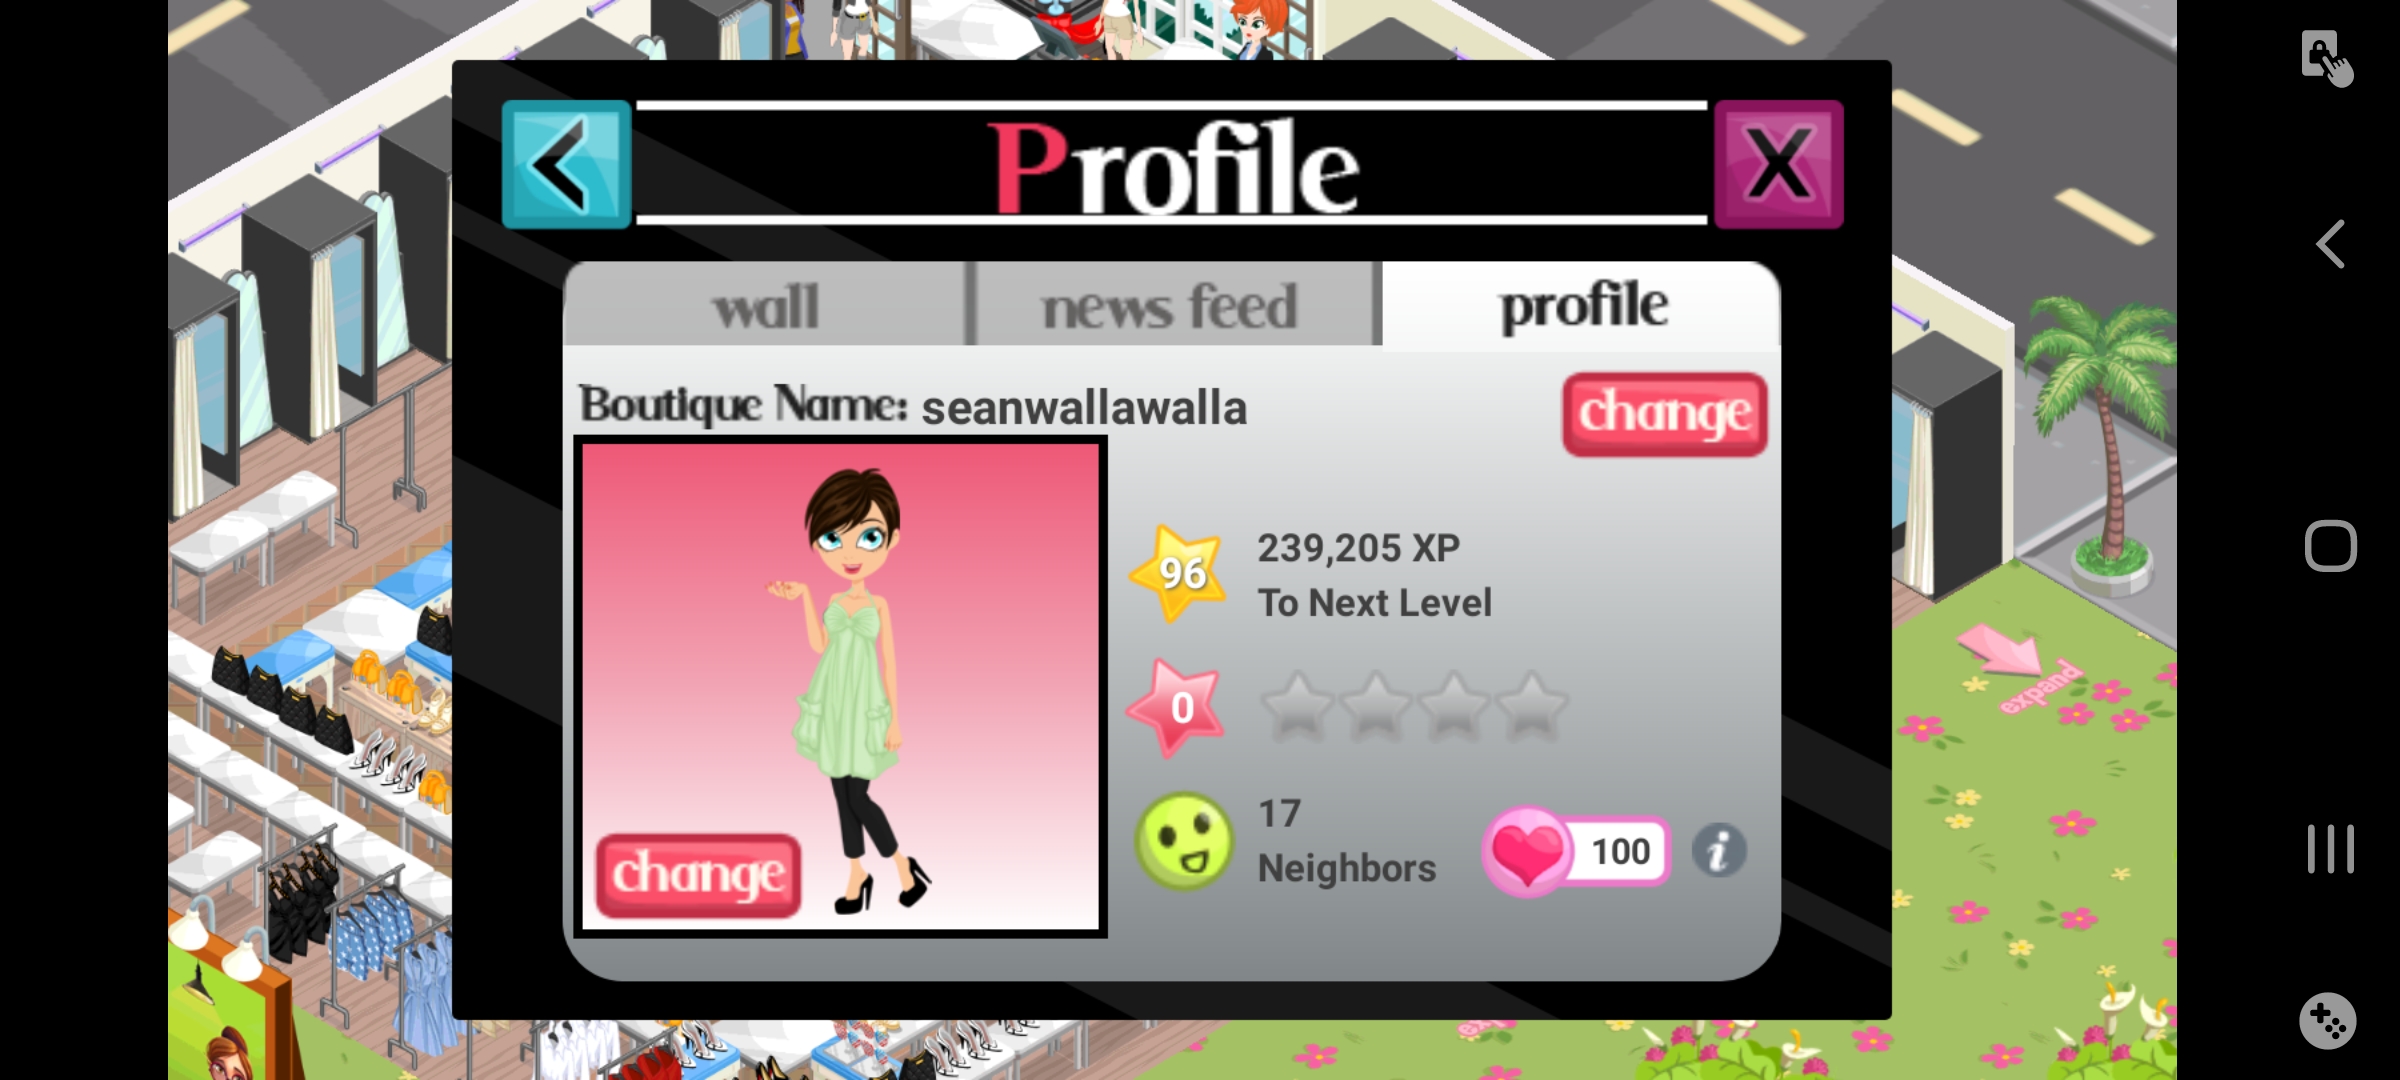 Profile
X
wall
news feed
profile
Boutique Name: seanwallawalla
change
96
239,205 XP
To Next Level
0
17
Neighbors
100
i
change
expand